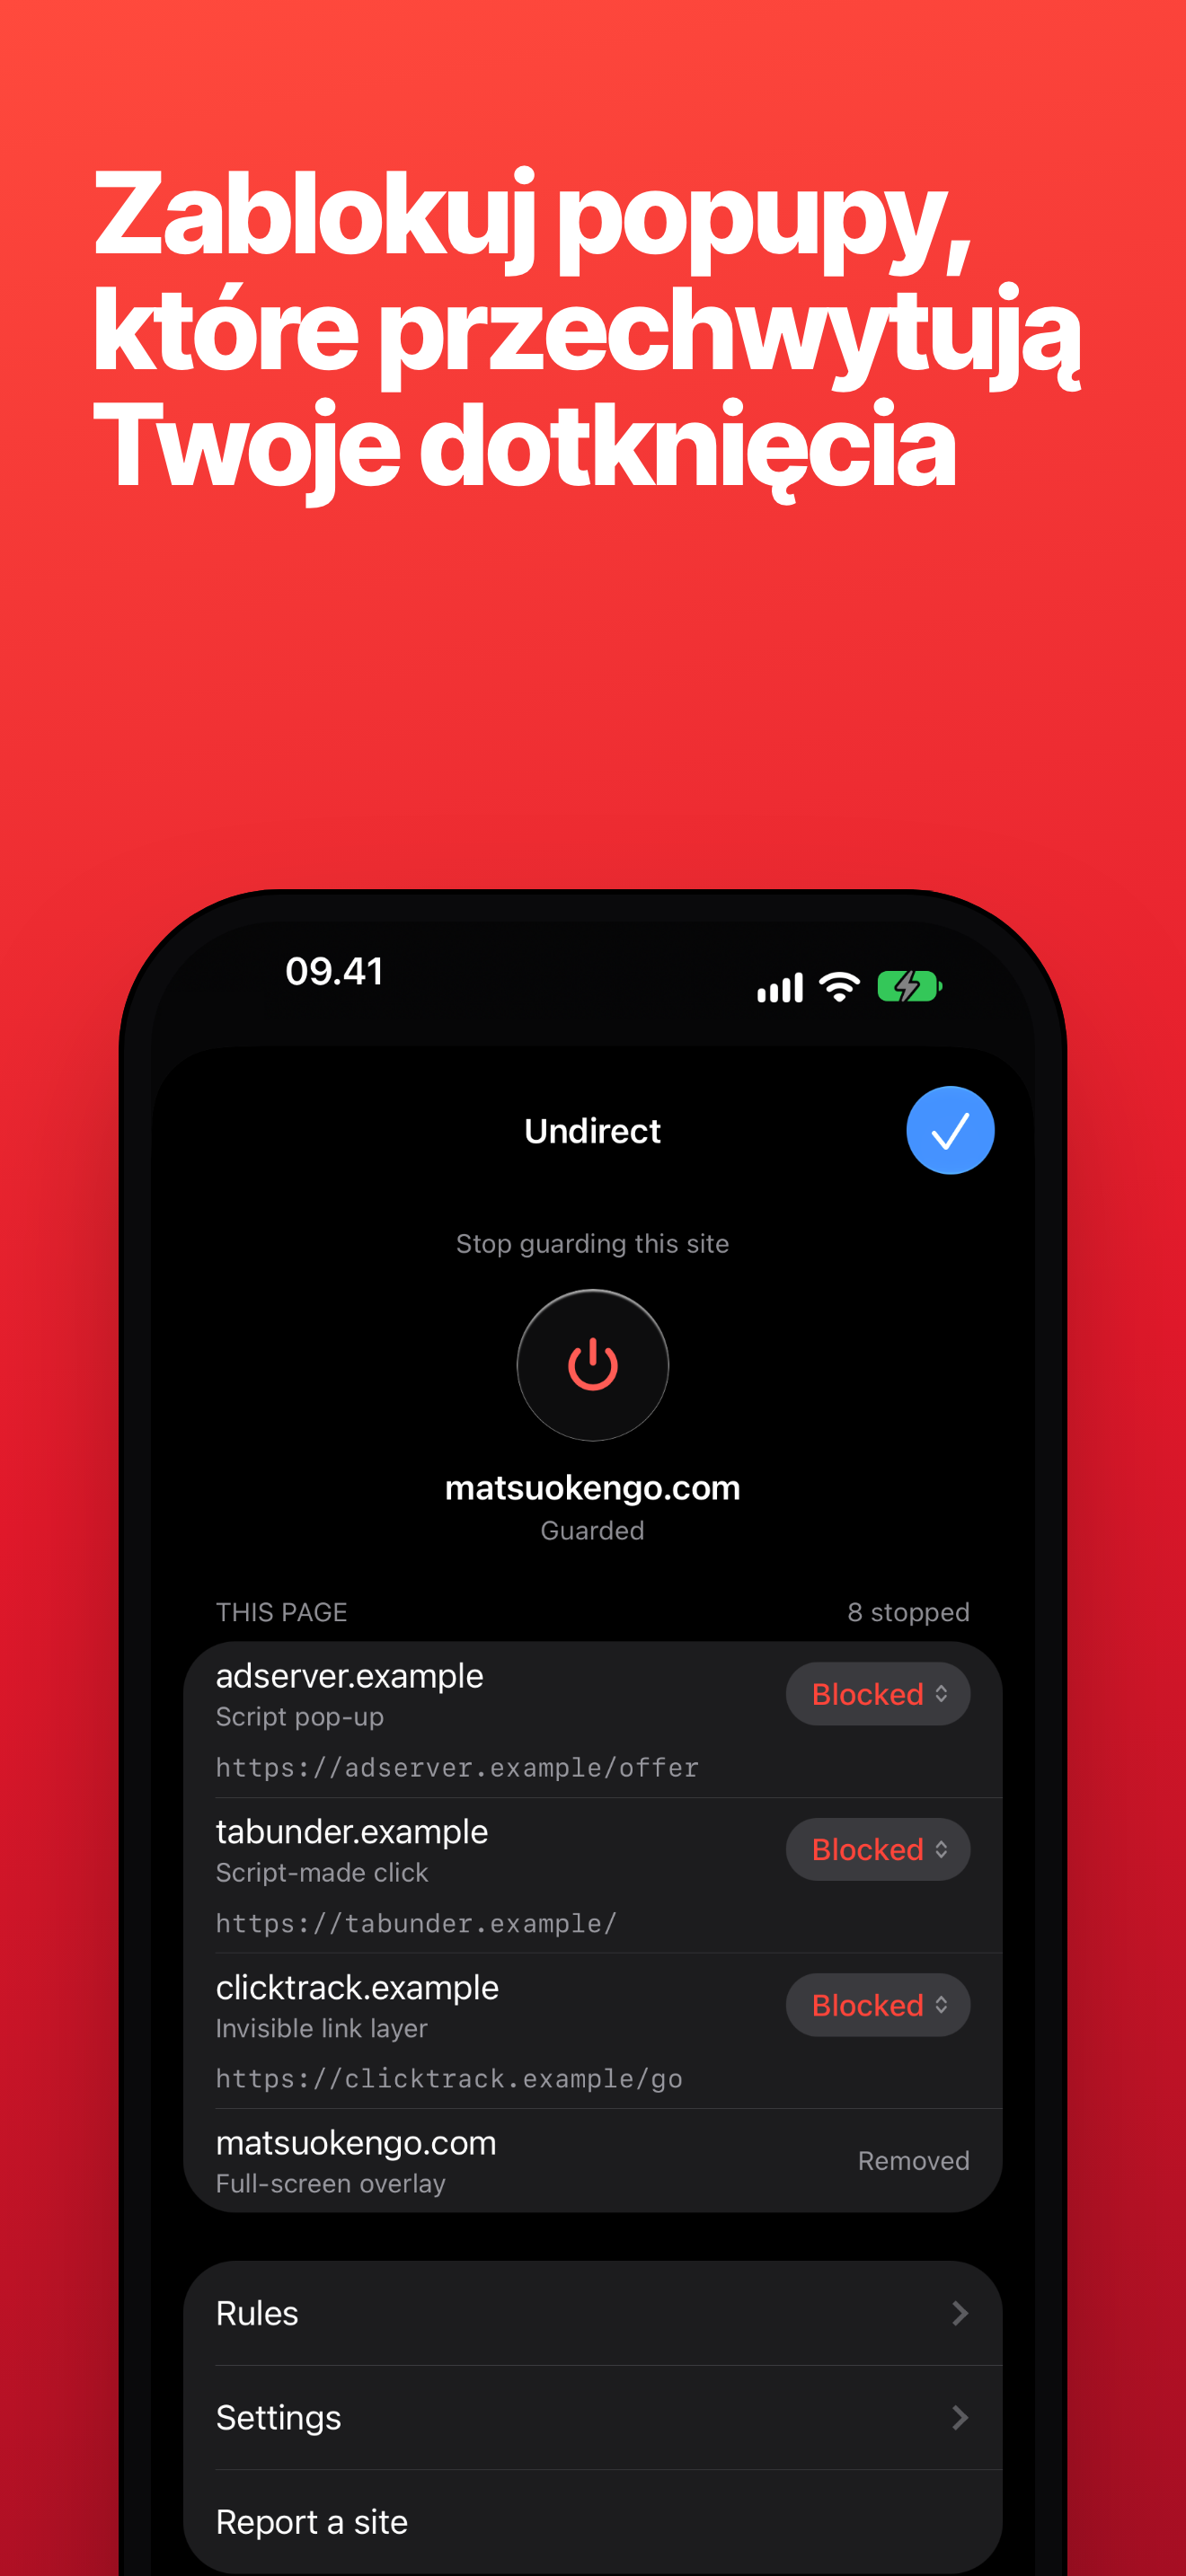 Zablokuj popupy,
które przechwytują
Twoje dotknięcia
09.41
Undirect
Stop guarding this site
matsuokengo.com
Guarded
THIS PAGE 8 stopped
adserver.example Blocked
Script pop-up
https://adserver.example/offer
tabunder.example Blocked
Script-made click
https://tabunder.example/
clicktrack.example Blocked
Invisible link layer
https://clicktrack.example/go
matsuokengo.com Removed
Full-screen overlay
Rules
Settings
Report a site